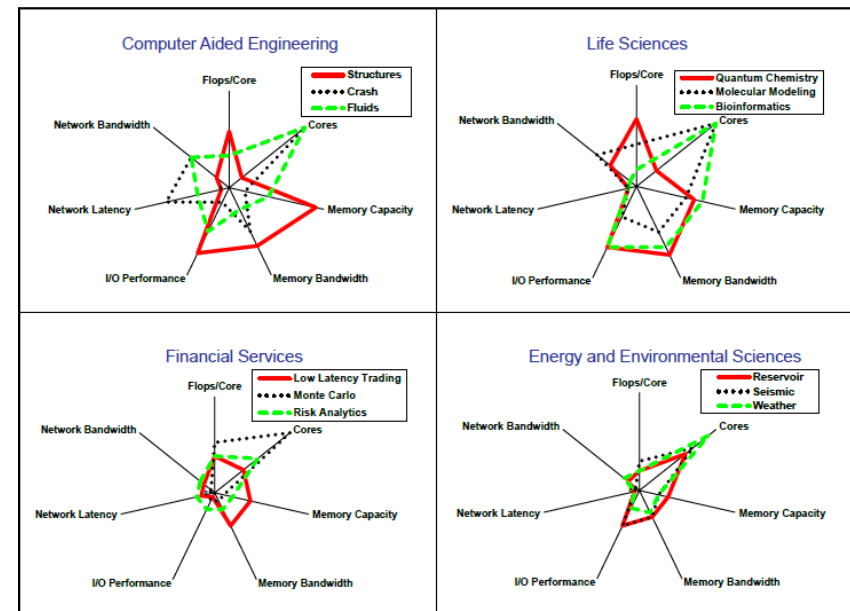 Computer Aided Engineering
Structures
Crash
Fluids
Flops/Core
Cores
Network Bandwidth
Network Latency
Memory Capacity
I/O Performance
Memory Bandwidth
Life Sciences
Quantum Chemistry
Molecular Modeling
Bioinformatics
Flops/Core
Cores
Network Bandwidth
Network Latency
Memory Capacity
I/O Performance
Memory Bandwidth
Financial Services
Low Latency Trading
Monte Carlo
Risk Analytics
Flops/Core
Cores
Network Bandwidth
Network Latency
Memory Capacity
I/O Performance
Memory Bandwidth
Energy and Environmental Sciences
Reservoir
Seismic
Weather
Flops/Core
Cores
Network Bandwidth
Network Latency
Memory Capacity
I/O Performance
Memory Bandwidth